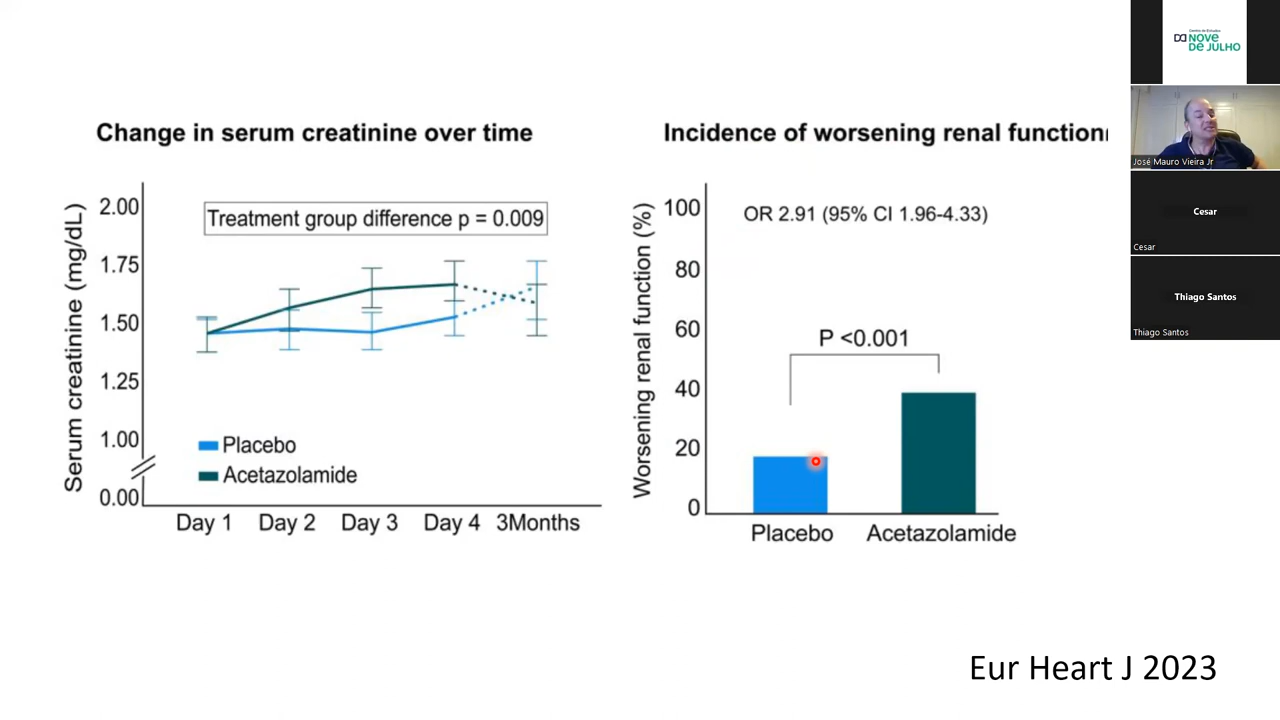 Change in serum creatinine over time
Serum creatinine (mg/dL)
2.00
1.75
1.50
1.25
1.00
0.00
Treatment group difference p = 0.009
Placebo
Acetazolamide
Day 1 Day 2 Day 3 Day 4 3Months
Incidence of worsening renal function
Worsening renal function (%)
100
80
60
40
20
0
OR 2.91 (95% CI 1.96-4.33)
P <0.001
Placebo Acetazolamide
Eur Heart J 2023
Centro de Estudos
NOVE
DE JULHO
José Mauro Vieira Jr
Cesar
Cesar
Thiago Santos
Thiago Santos